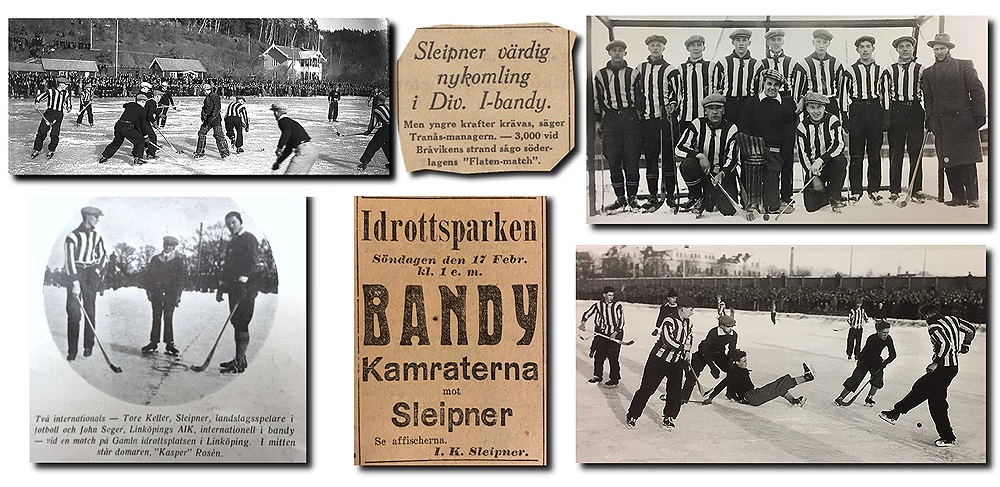 Sleipner värdig
nykomling
i Div. I-bandy.
Men yngre krafter krävas, säger
Tranås-managern. — 3,000 vid
Bråvikens strand sågo söder-
lagens "Flaten-match".
Två internationals — Tore Keller, Sleipner, landslagsspelare i
fotboll och John Seger, Linköpings AIK, internationell i bandy
— vid en match på Gamla idrottsplatsen i Linköping. I mitten
står domaren, "Kasper" Rosén.
Idrottsparken
Söndagen den 17 Febr.
kl. 1 e. m.
BANDY
Kamraterna
mot
Sleipner
Se affischerna.
I. K. Sleipner.